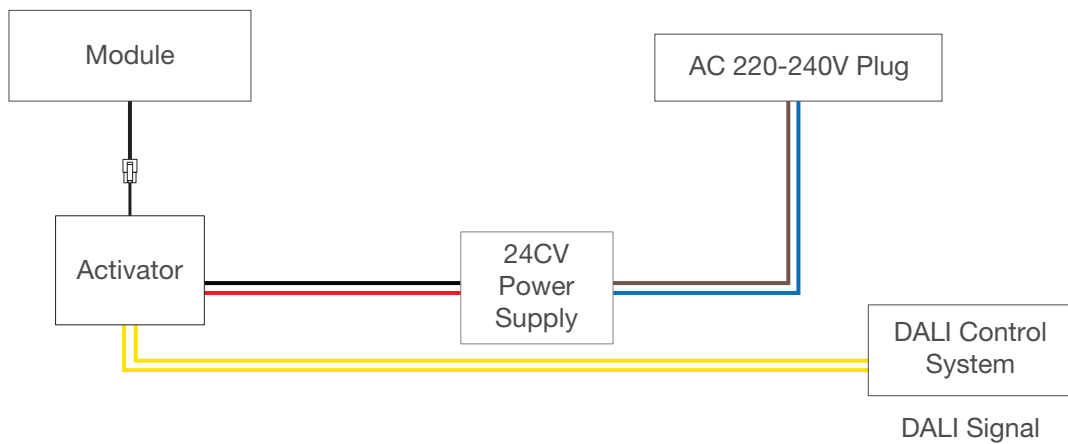 Module
AC 220-240V Plug
Activator
24CV
Power
Supply
DALI Control
System
DALI Signal